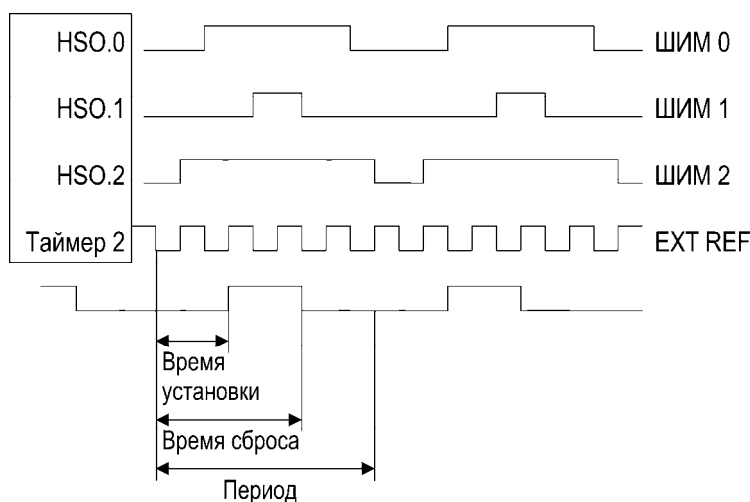 HSO.0 ШИМ 0
HSO.1 ШИМ 1
HSO.2 ШИМ 2
Таймер 2 EXT REF
Время
установки
Время сброса
Период